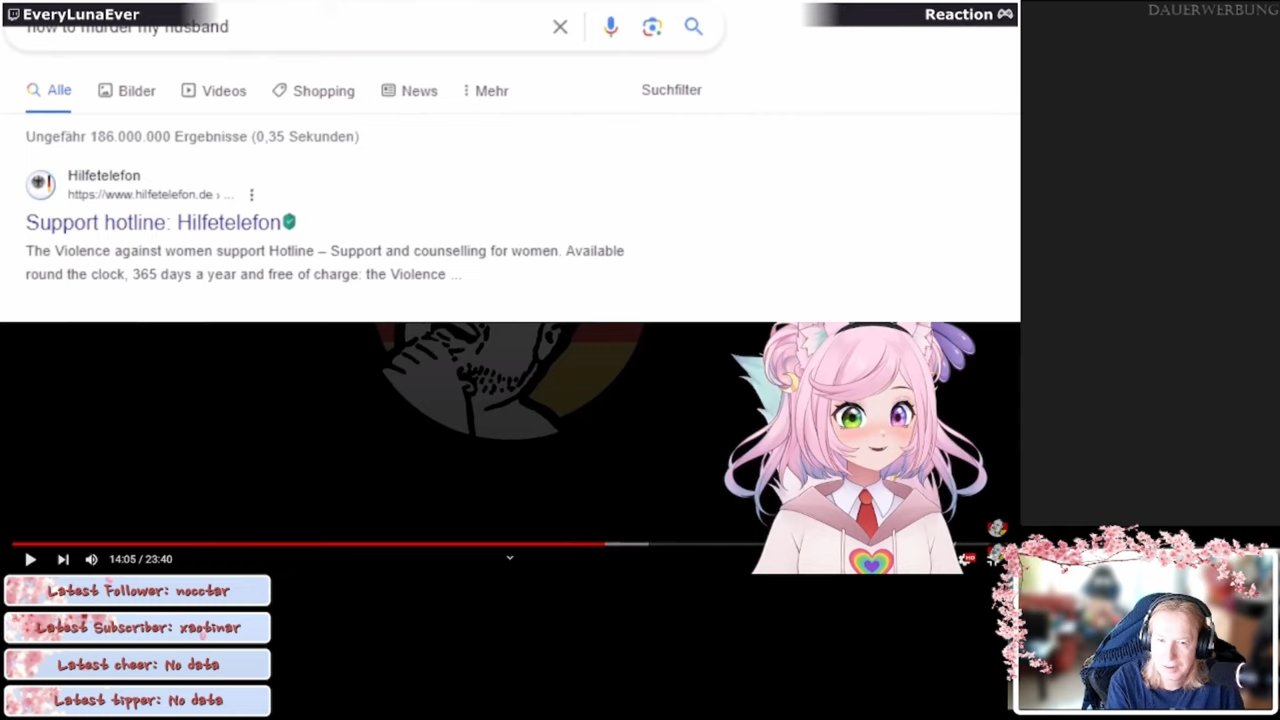 EveryLunaEver
Reaction
DAUERWERBUNG
how to murder my husband
Alle
Bilder
Videos
Shopping
News
Mehr
Suchfilter
Ungefähr 186.000.000 Ergebnisse (0,35 Sekunden)
Hilfetelefon
https://www.hilfetelefon.de › ...
Support hotline: Hilfetelefon
The Violence against women support Hotline – Support and counselling for women. Available
round the clock, 365 days a year and free of charge: the Violence ...
14:05 / 23:40
HD
Latest Follower: nocctar
Latest Subscriber: xaotinar
Latest cheer: No data
Latest tipper: No data